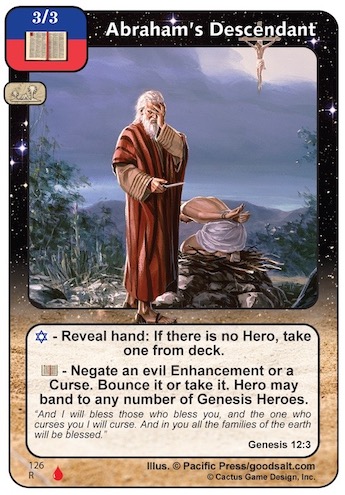 3/3
Abraham's Descendant
- Reveal hand: If there is no Hero, take
one from deck.
- Negate an evil Enhancement or a
Curse. Bounce it or take it. Hero may
band to any number of Genesis Heroes.
"And I will bless those who bless you, and the one who
curses you I will curse. And in you all the families of the earth
will be blessed."
Genesis 12:3
126
R
Illus. © Pacific Press/goodsalt.com
© Cactus Game Design, Inc.